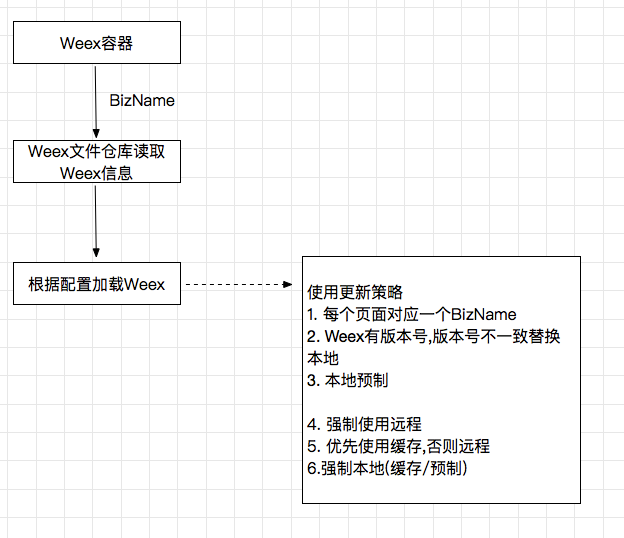 Weex容器
BizName
Weex文件仓库读取
Weex信息
根据配置加载Weex
使用更新策略
1. 每个页面对应一个BizName
2. Weex有版本号,版本号不一致替换
本地
3. 本地预制
4. 强制使用远程
5. 优先使用缓存,否则远程
6.强制本地(缓存/预制)